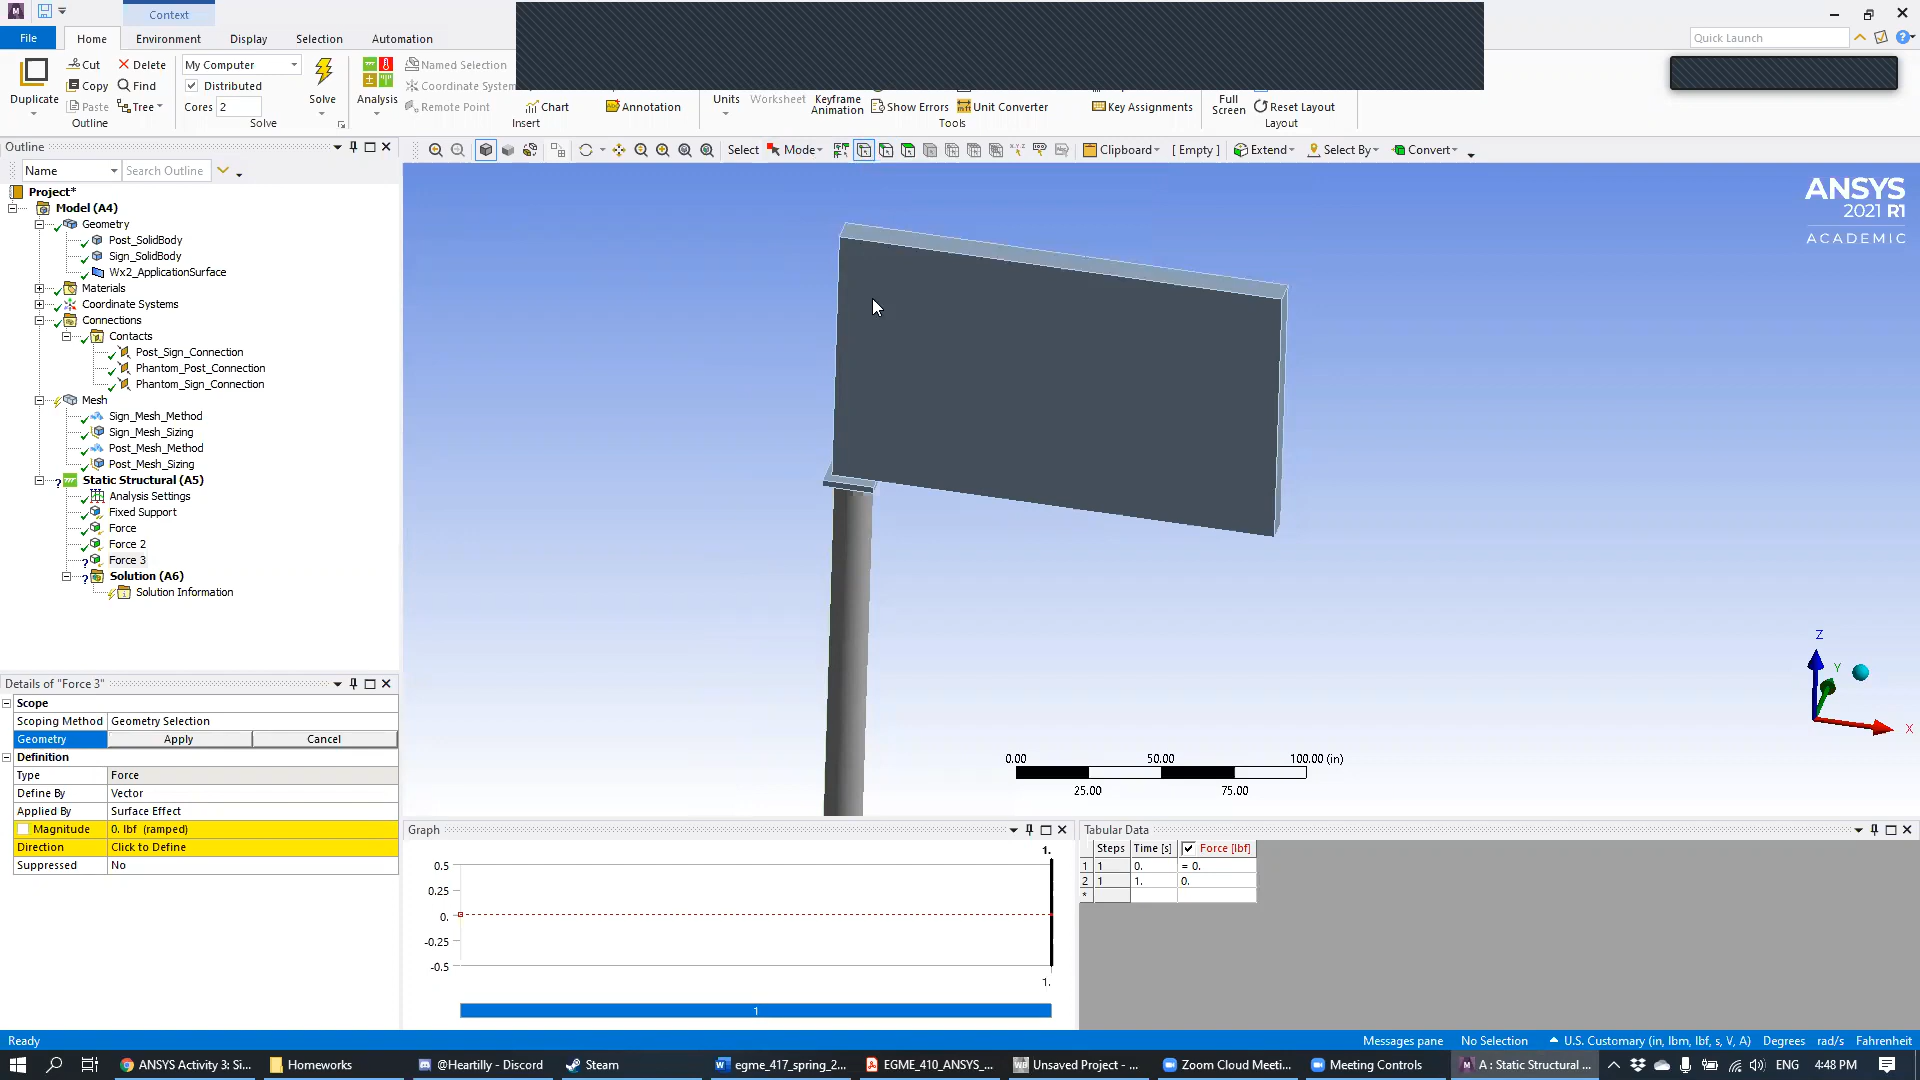 Context
File
Home
Environment
Display
Selection
Automation
Quick Launch
Duplicate
Cut
Copy
Paste
Delete
Find
Tree
Outline
My Computer
Distributed
Cores 2
Solve
Solve
Analysis
Named Selection
Coordinate System
Remote Point
Chart
Annotation
Insert
Units
Worksheet
Keyframe
Animation
Show Errors
Unit Converter
Key Assignments
Tools
Full
Screen
Reset Layout
Layout
Outline
Name
Search Outline
Select
Mode
Clipboard
[ Empty ]
Extend
Select By
Convert
Project*
Model (A4)
Geometry
Post_SolidBody
Sign_SolidBody
Wx2_ApplicationSurface
Materials
Coordinate Systems
Connections
Contacts
Post_Sign_Connection
Phantom_Post_Connection
Phantom_Sign_Connection
Mesh
Sign_Mesh_Method
Sign_Mesh_Sizing
Post_Mesh_Method
Post_Mesh_Sizing
Static Structural (A5)
Analysis Settings
Fixed Support
Force
Force 2
Force 3
Solution (A6)
Solution Information
ANSYS
2021 R1
ACADEMIC
Z
Y
X
0.00 50.00 100.00 (in)
25.00 75.00
Details of "Force 3"
Scope
Scoping Method Geometry Selection
Geometry Apply Cancel
Definition
Type Force
Define By Vector
Applied By Surface Effect
Magnitude 0. lbf (ramped)
Direction Click to Define
Suppressed No
Graph
1.
0.5
0.25
0.
-0.25
-0.5
1.
1
Tabular Data
Steps Time [s] Force [lbf]
1 1 0. = 0.
2 1 1. 0.
*
Ready
Messages pane
No Selection
U.S. Customary (in, lbm, lbf, s, V, A)
Degrees
rad/s
Fahrenheit
ANSYS Activity 3: Si...
Homeworks
@Heartilly - Discord
Steam
egme_417_spring_2...
EGME_410_ANSYS_...
Unsaved Project - ...
Zoom Cloud Meeti...
Meeting Controls
A : Static Structural ...
ENG
4:48 PM